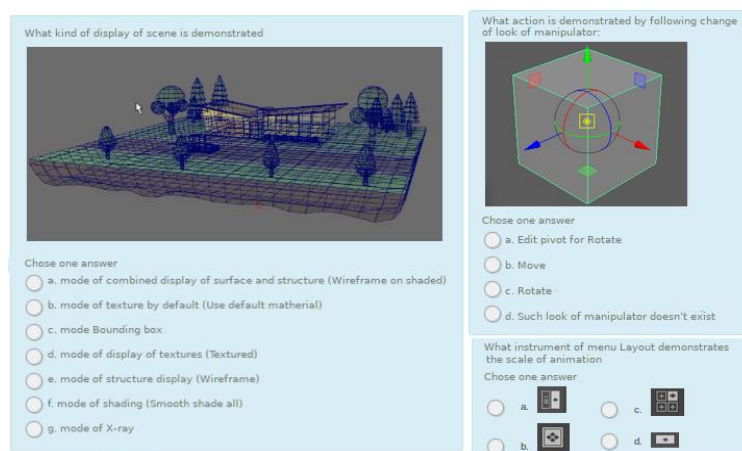 What kind of display of scene is demonstrated
Chose one answer
a. mode of combined display of surface and structure (Wireframe on shaded)
b. mode of texture by default (Use default matherial)
c. mode Bounding box
d. mode of display of textures (Textured)
e. mode of structure display (Wireframe)
f. mode of shading (Smooth shade all)
g. mode of X-ray
What action is demonstrated by following change
of look of manipulator:
Chose one answer
a. Edit pivot for Rotate
b. Move
c. Rotate
d. Such look of manipulator doesn't exist
What instrument of menu Layout demonstrates
the scale of animation
Chose one answer
a.
c.
b.
d.